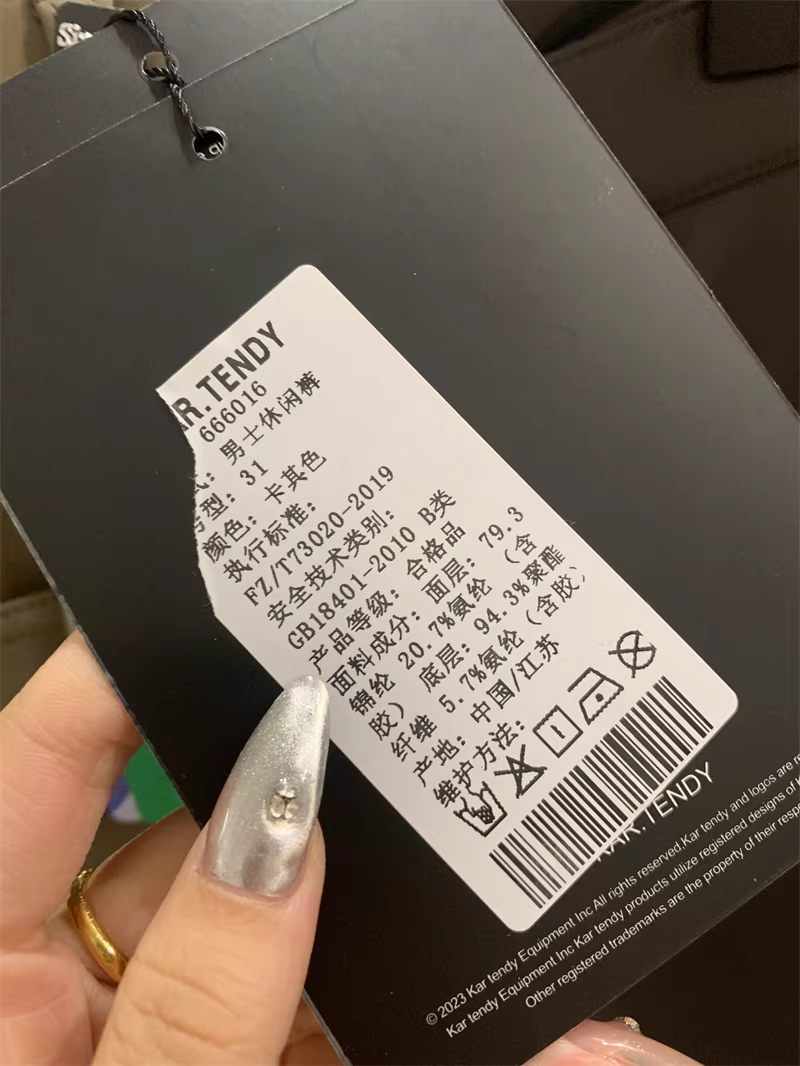 KAR.TENDY
666016
式: 男士休闲裤
号型: 31
颜色: 卡其色
执行标准:
FZ/T73020-2019
安全技术类别:
GB18401-2010 B类
产品等级: 合格品
面料成分: 面层: 79.3
锦纶 20.7%氨纶 (含
胶) 底层: 94.3%聚酯
纤维 5.7%氨纶 (含胶)
产地: 中国/江苏
维护方法:
KAR.TENDY
© 2023 Kar tendy Equipment Inc All rights reserved.Kar tendy and logos are re
Kar tendy Equipment Inc Kar tendy products utilize registered designs of
Other registered trademarks are the property of their resp